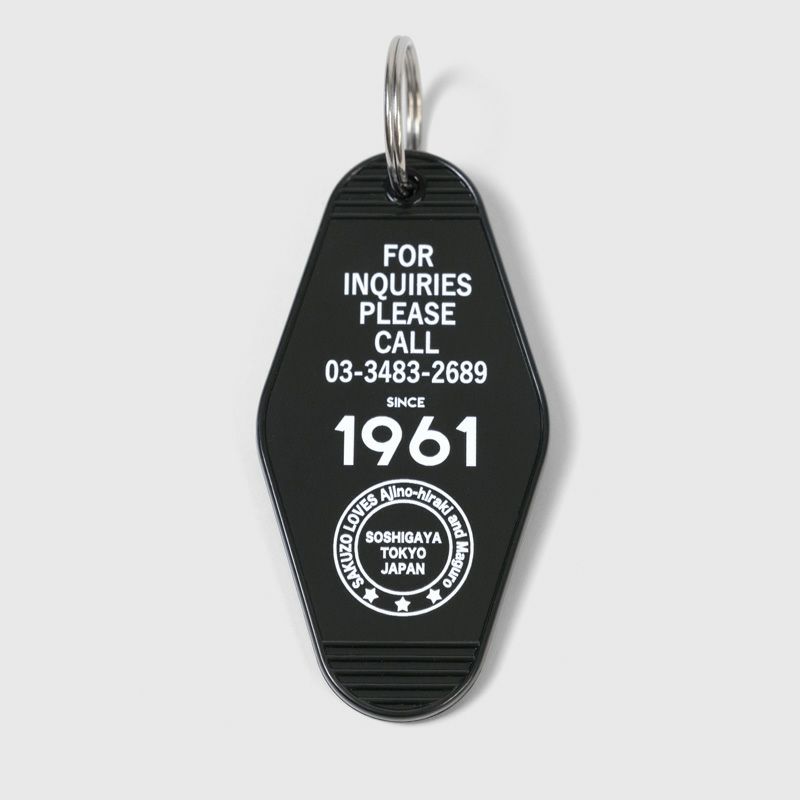 FOR
INQUIRIES
PLEASE
CALL
03-3483-2689
SINCE
1961
SAKUZO LOVES Ajino-hiraki and Maguro
SOSHIGAYA
TOKYO
JAPAN